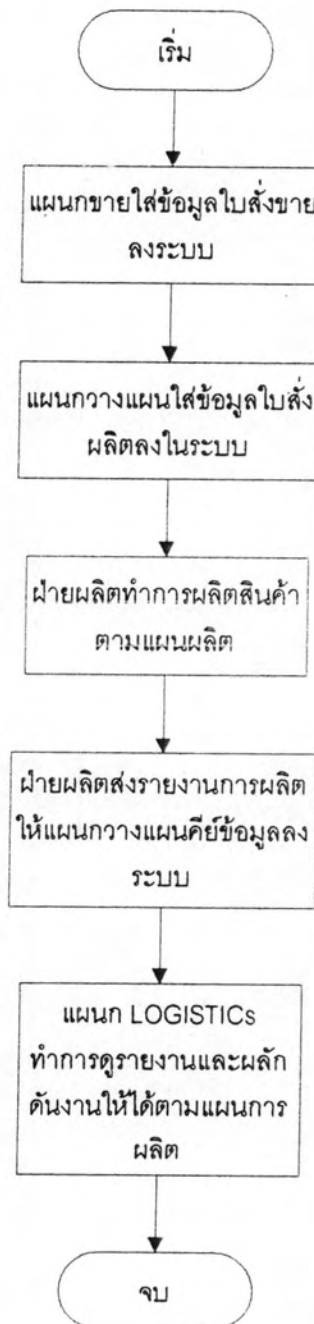 เริ่ม
แผนกขายใส่ข้อมูลใบสั่งขาย
ลงระบบ
แผนกวางแผนใส่ข้อมูลใบสั่ง
ผลิตลงในระบบ
ฝ่ายผลิตทำการผลิตสินค้า
ตามแผนผลิต
ฝ่ายผลิตส่งรายงานการผลิต
ให้แผนกวางแผนคีย์ข้อมูลลง
ระบบ
แผนก LOGISTICs
ทำการดูรายงานและผลัก
ดันงานให้ได้ตามแผนการ
ผลิต
จบ